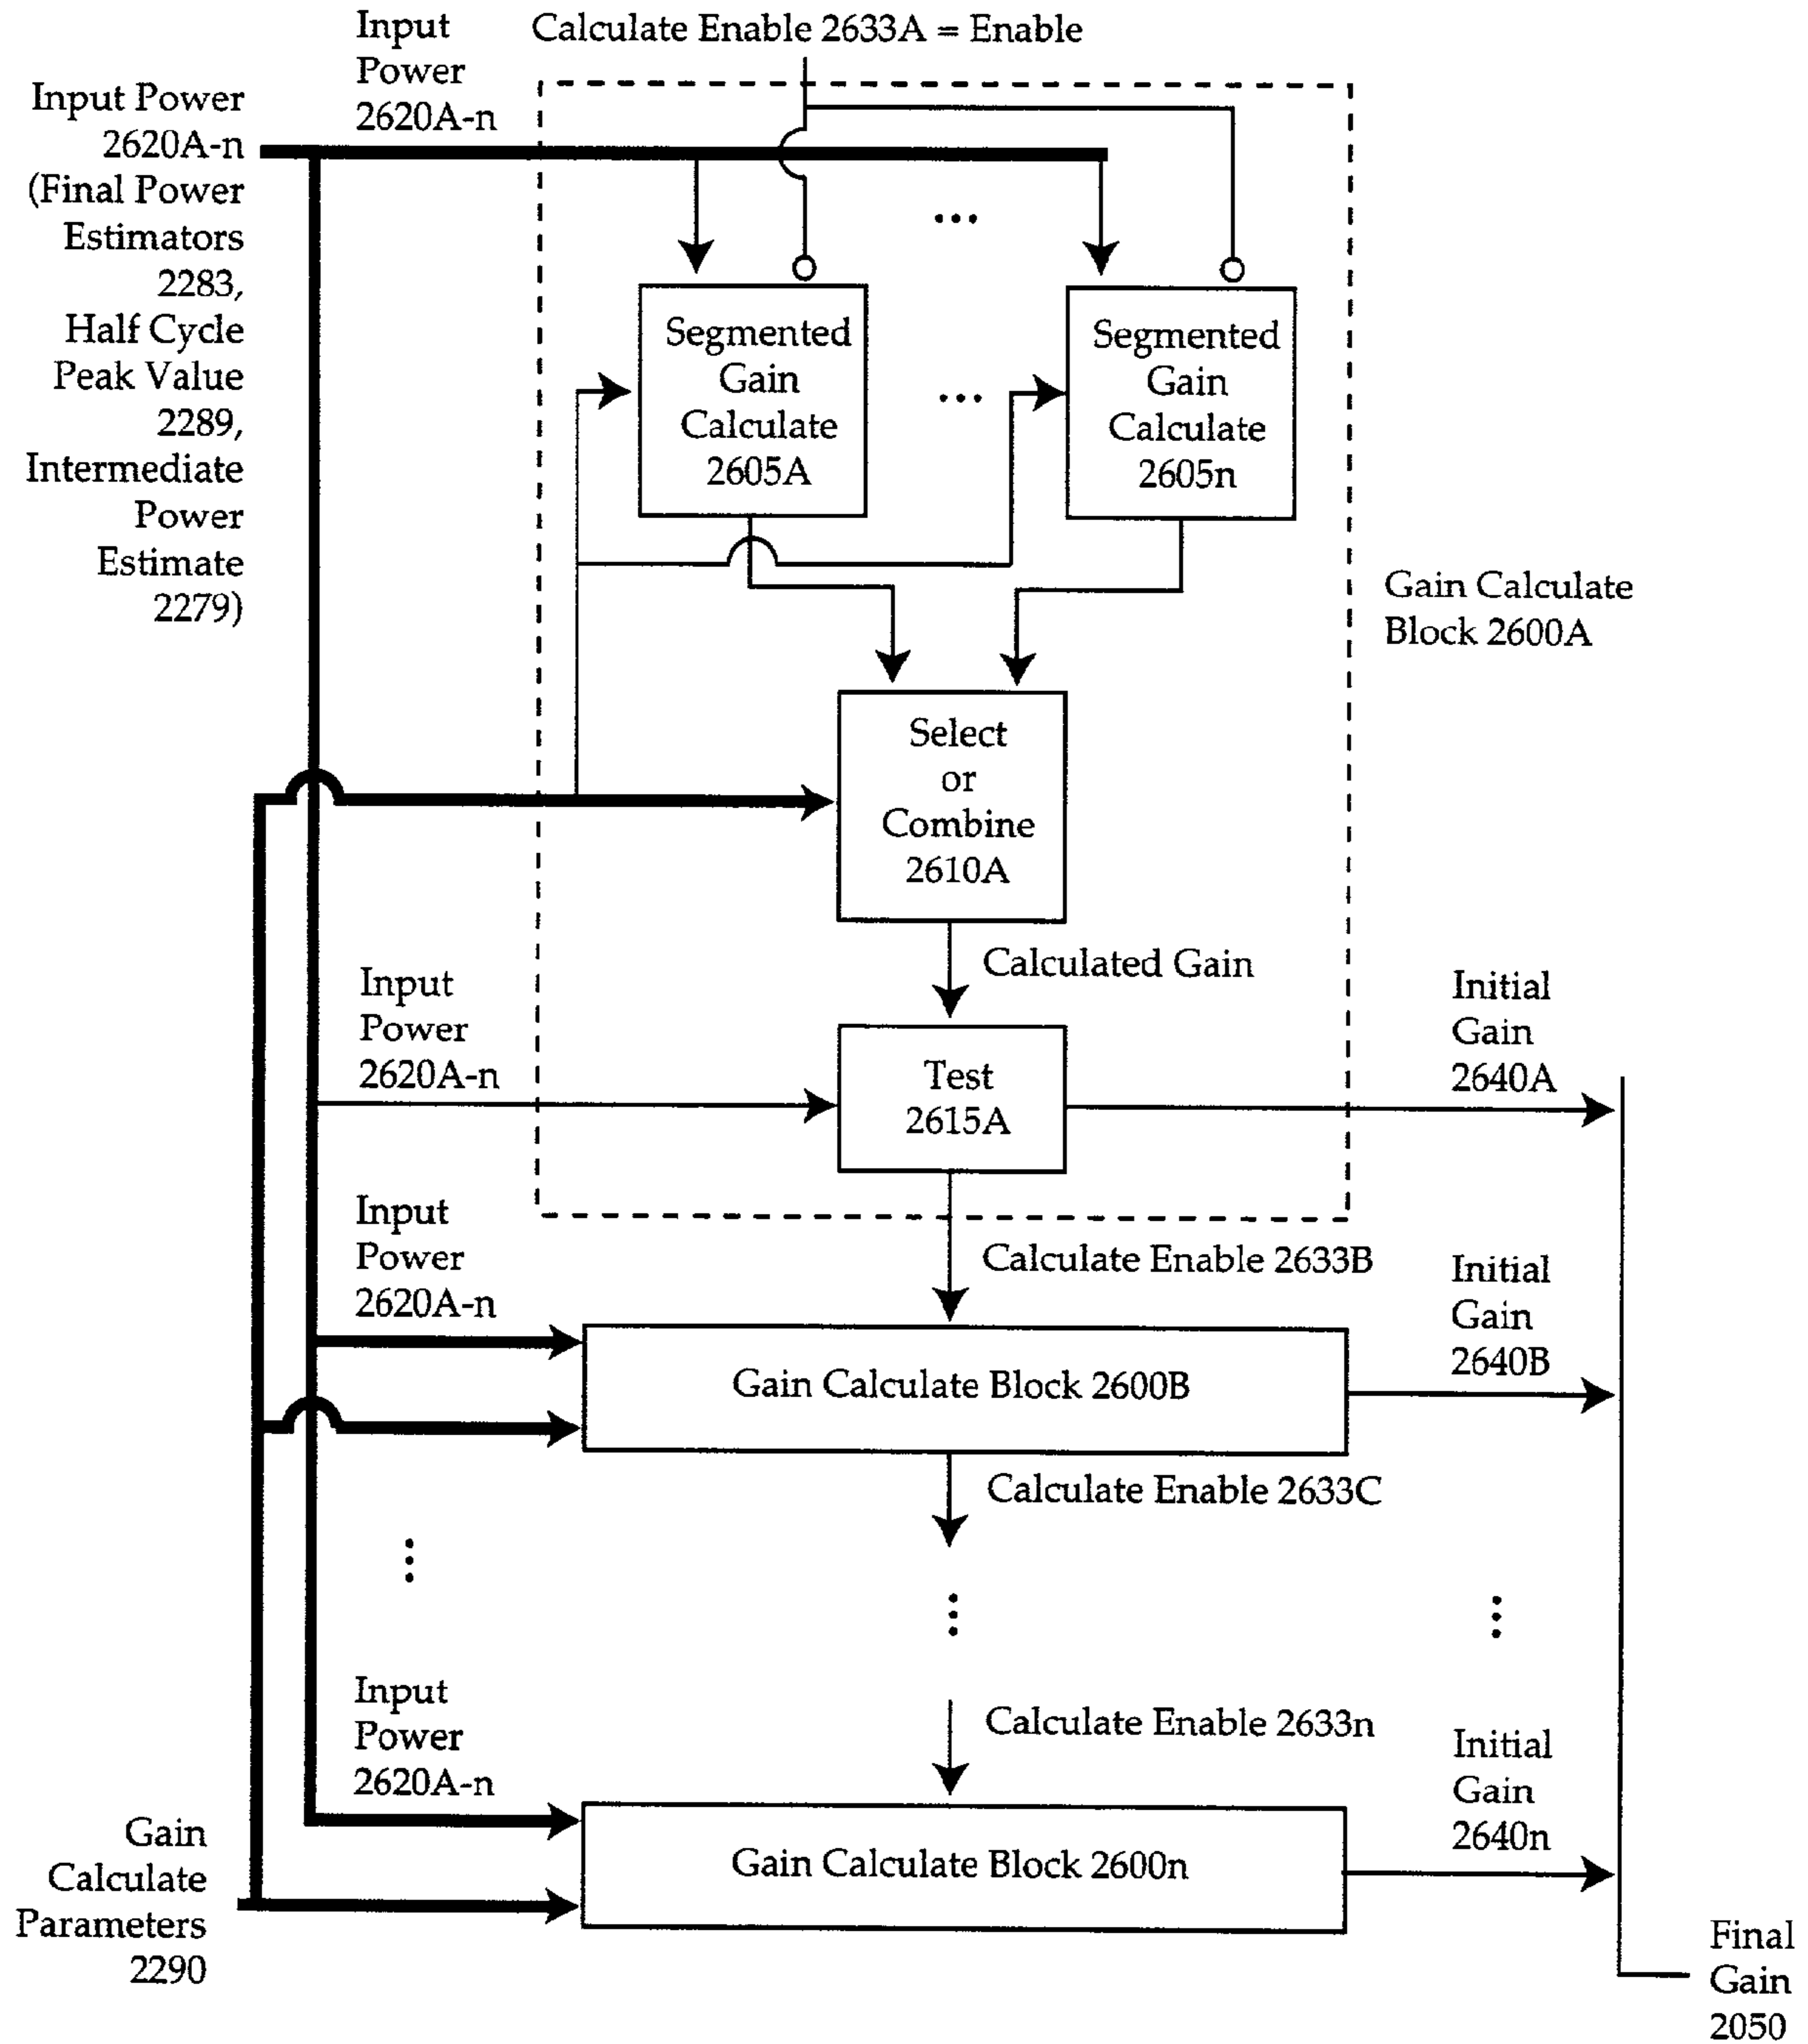 Calculate Enable 2633A = Enable
Input
Power
2620A-n
Input Power
2620A-n
(Final Power
Estimators
2283,
Half Cycle
Peak Value
2289,
Intermediate
Power
Estimate
2279)
...
Segmented
Gain
Calculate
2605A
...
Segmented
Gain
Calculate
2605n
Gain Calculate
Block 2600A
Select
or
Combine
2610A
Calculated Gain
Input
Power
2620A-n
Test
2615A
Initial
Gain
2640A
Input
Power
2620A-n
Calculate Enable 2633B
Initial
Gain
2640B
Gain Calculate Block 2600B
Calculate Enable 2633C
Input
Power
2620A-n
Calculate Enable 2633n
Initial
Gain
2640n
Gain Calculate Block 2600n
Gain
Calculate
Parameters
2290
Final
Gain
2050